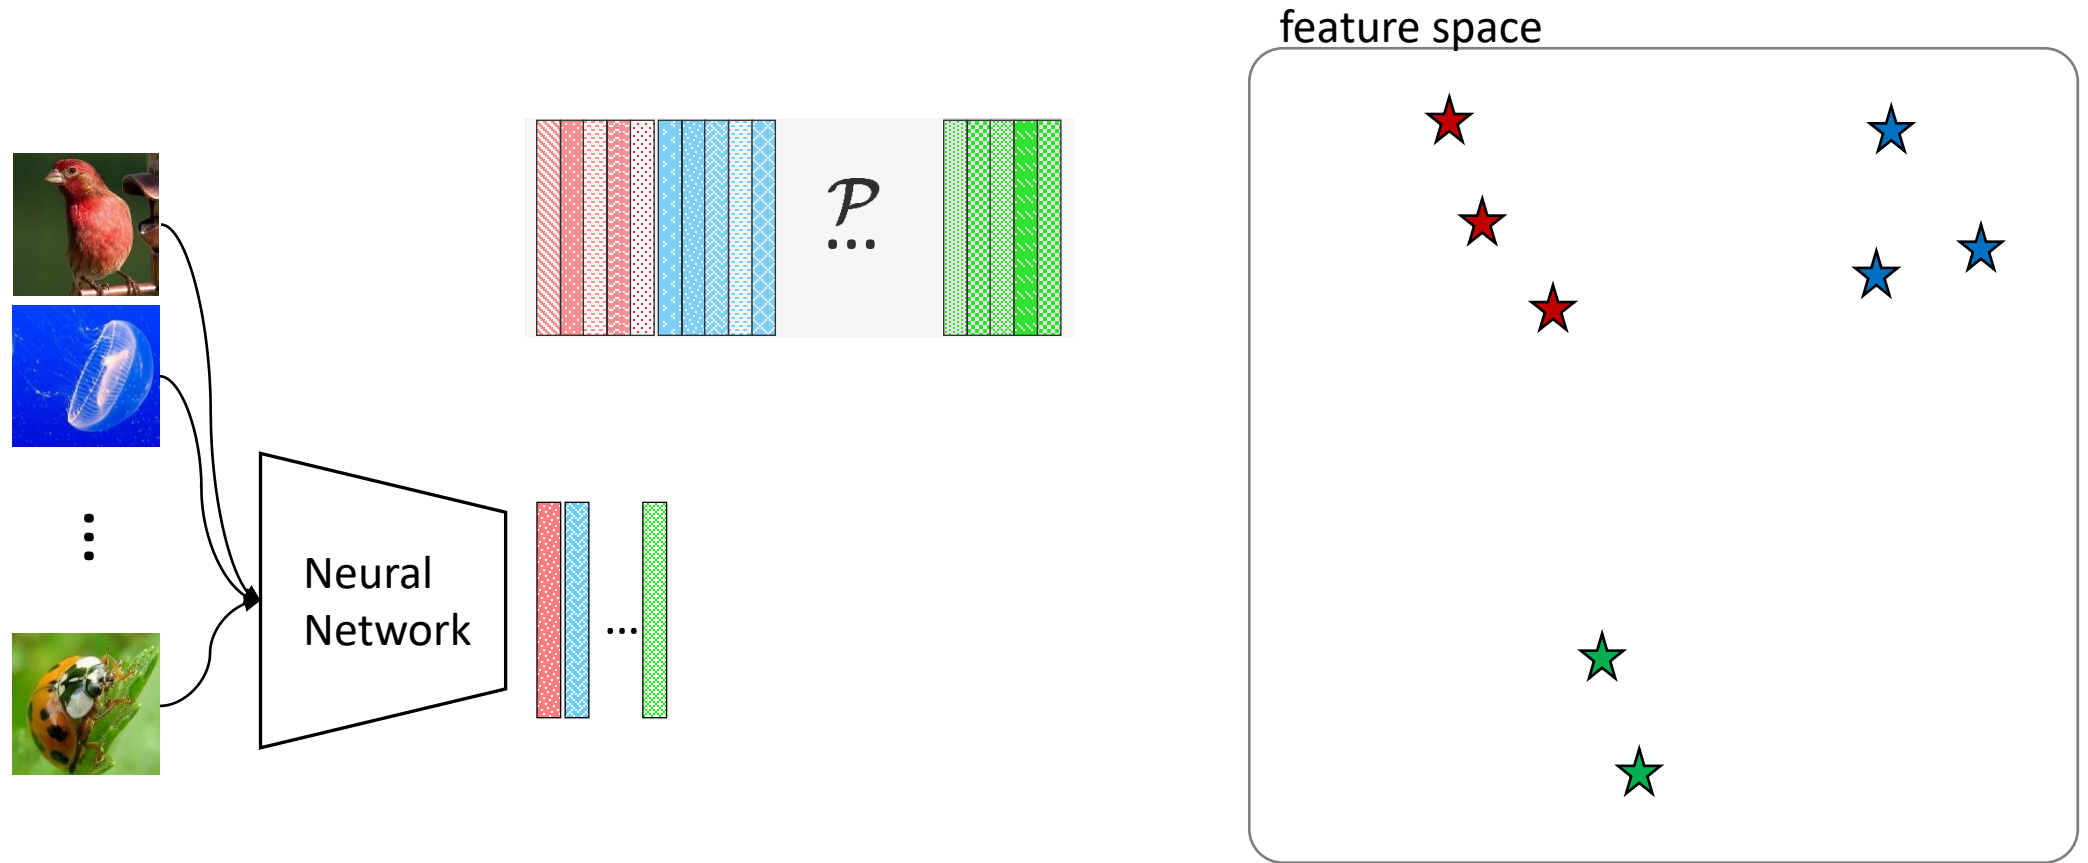 feature space
𝒫
...
⋮
Neural
Network
...